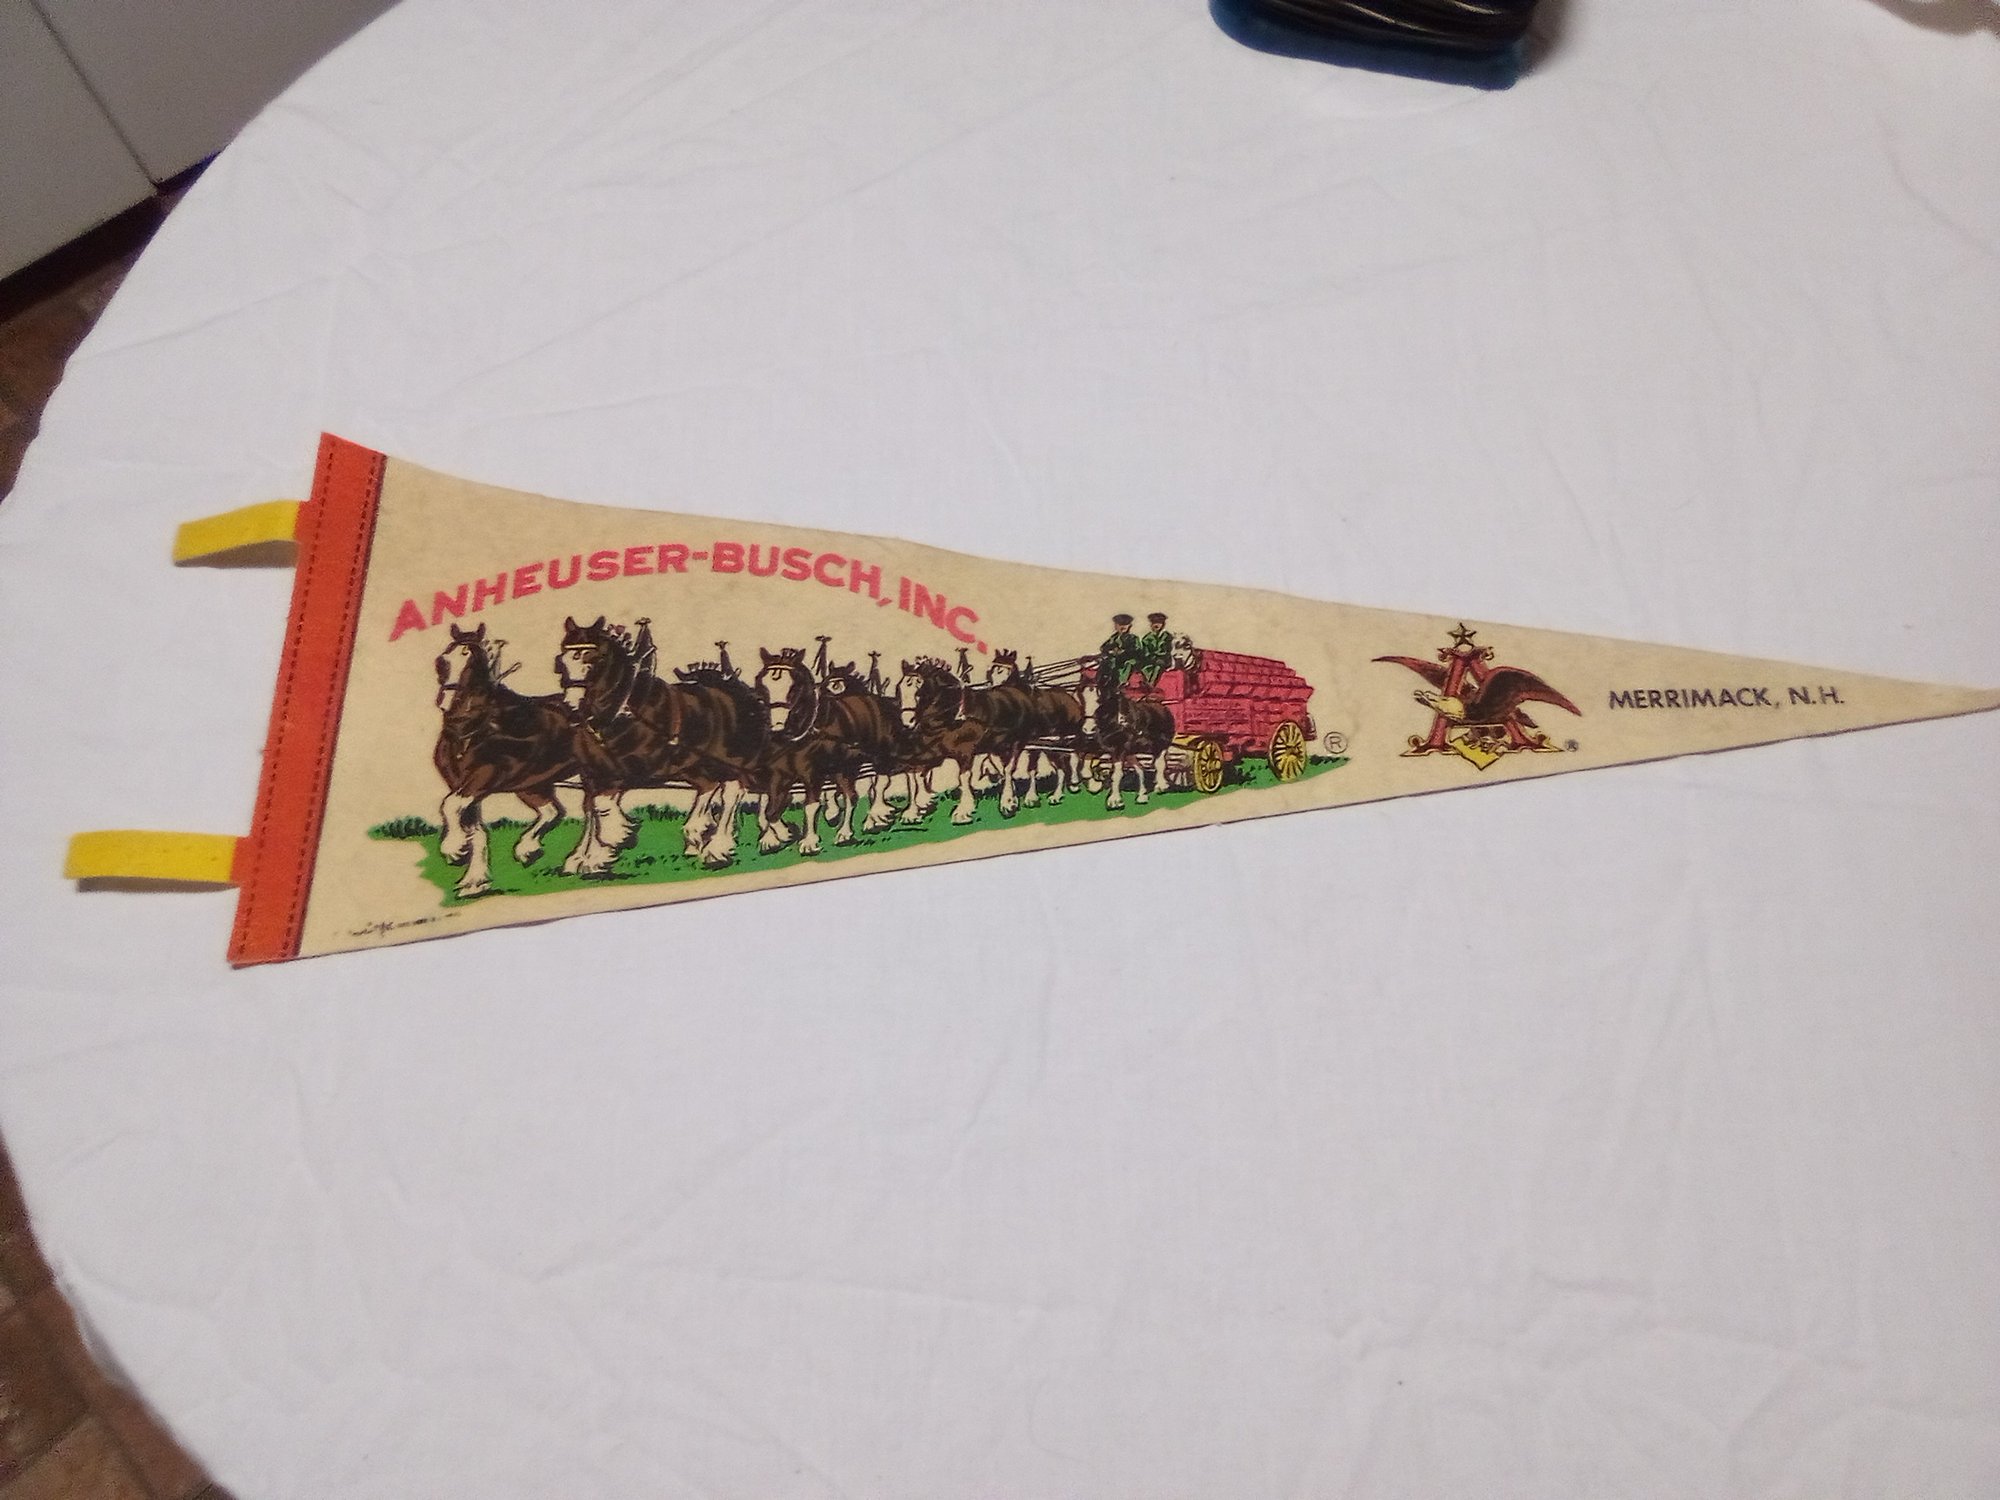 ANHEUSER-BUSCH, INC.
®
®
MERRIMACK, N.H.